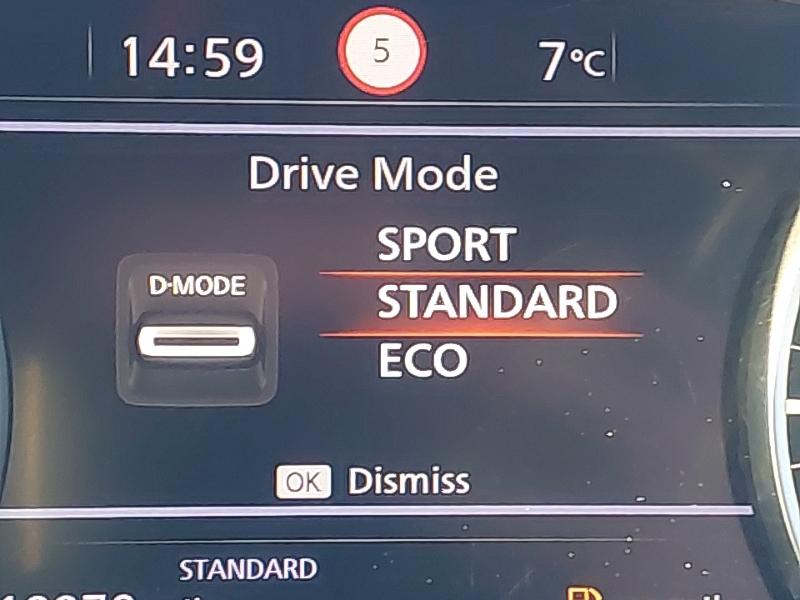 14:59 5 7°C
Drive Mode
SPORT
D-MODE
STANDARD
ECO
OK Dismiss
STANDARD